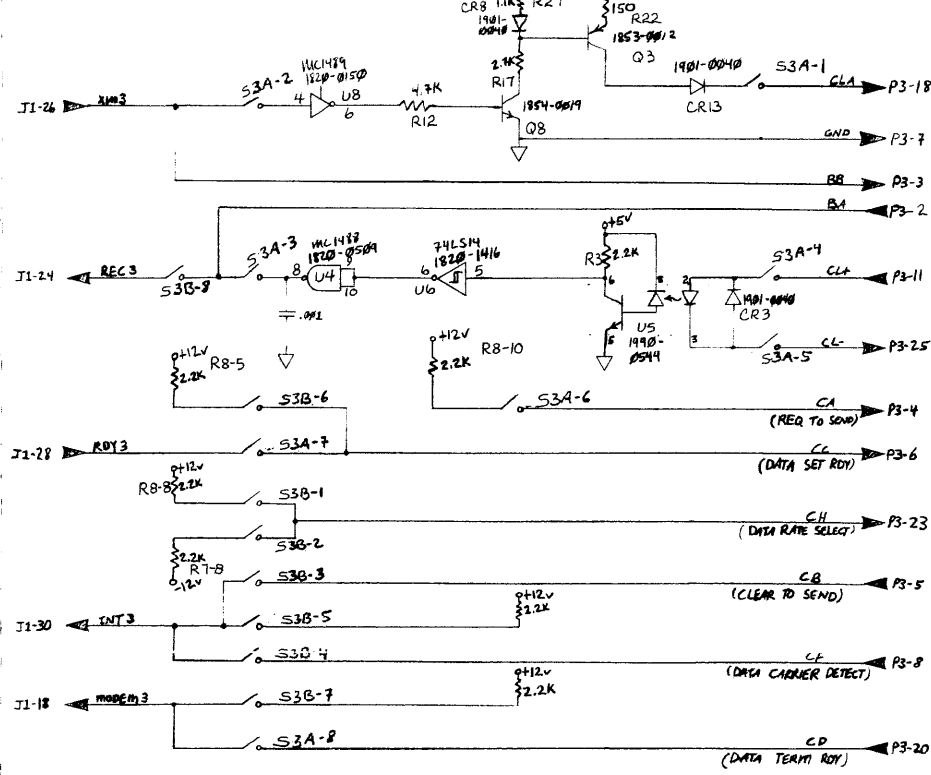 CR8 1.1K R21
1901-0040
150
R22
1853-0012
Q3
2.7K
R17
1901-0040
S3A-1
CLA
P3-18
CR13
J1-26
XM3
S3A-2
MC1489
1820-0150
4
U8
6
4.7K
R12
1854-0019
Q8
GND
P3-7
BB
P3-3
BA
P3-2
J1-24
REC3
S3B-8
S3A-3
MC1488
1820-0509
8
U4
9
10
.001
74LS14
1820-1416
6
5
U6
+5V
R3
2.2K
6
8
5
U5
1990-0544
2
3
1901-0040
CR3
S3A-4
CL+
P3-11
CL-
P3-25
S3A-5
+12V
R8-5
2.2K
+12V
R8-10
2.2K
S3B-6
S3A-6
CA
P3-4
(REQ TO SEND)
J1-28
RDY3
S3A-7
CC
P3-6
(DATA SET RDY)
+12V
R8-8
2.2K
S3B-1
CH
P3-23
(DATA RATE SELECT)
S3B-2
2.2K
R7-8
-12V
S3B-3
CB
P3-5
(CLEAR TO SEND)
+12V
2.2K
J1-30
INT3
S3B-5
S3B-4
CF
P3-8
(DATA CARRIER DETECT)
+12V
2.2K
J1-18
MODEM3
S3B-7
S3A-8
CD
P3-20
(DATA TERM RDY)